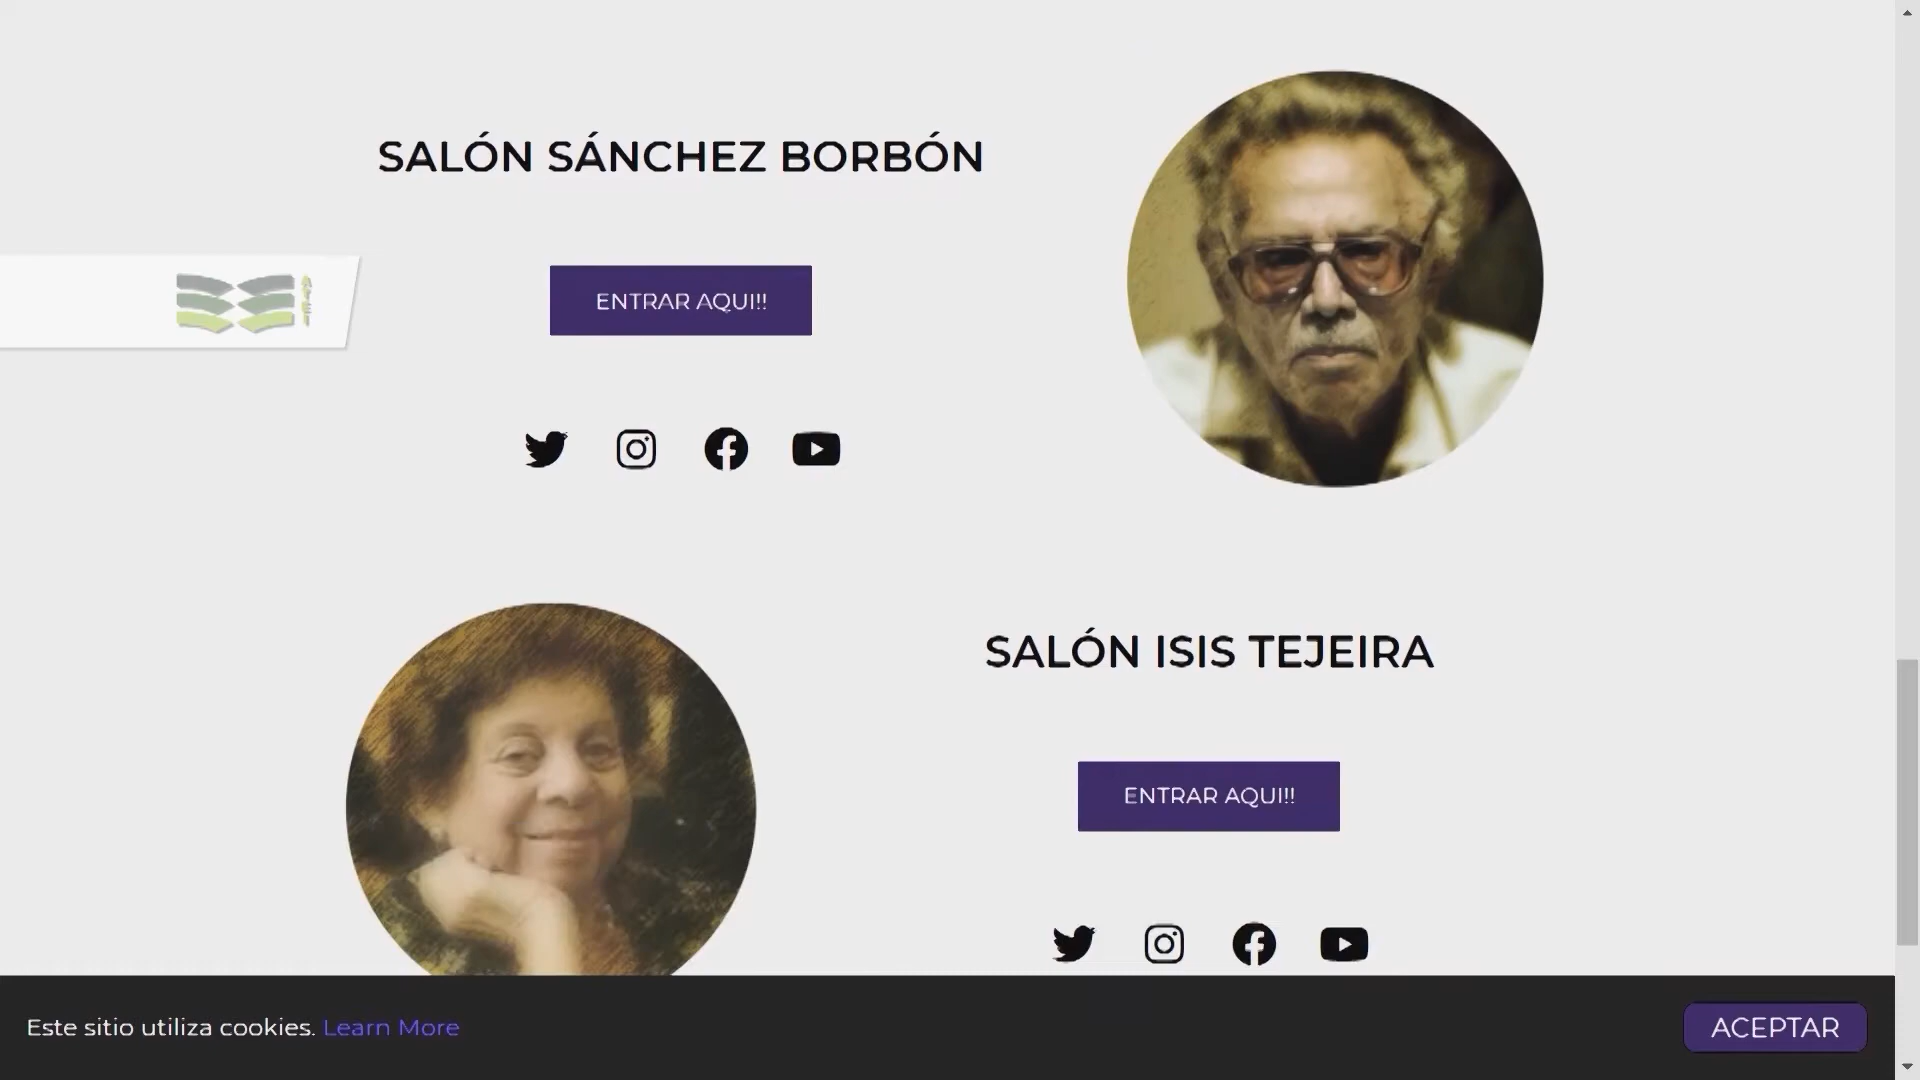 SALÓN SÁNCHEZ BORBÓN
ENTRAR AQUI!!
SALÓN ISIS TEJEIRA
ENTRAR AQUI!!
Este sitio utiliza cookies. Learn More
ACEPTAR